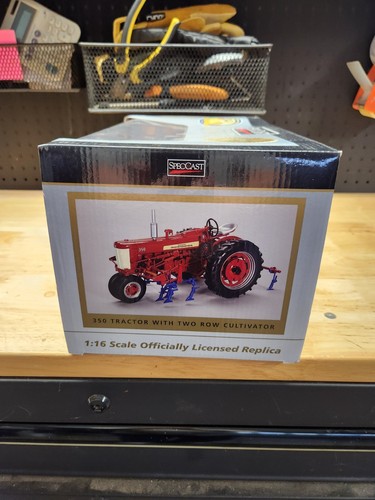 SPECCAST
350 TRACTOR WITH TWO ROW CULTIVATOR
1:16 Scale Officially Licensed Replica